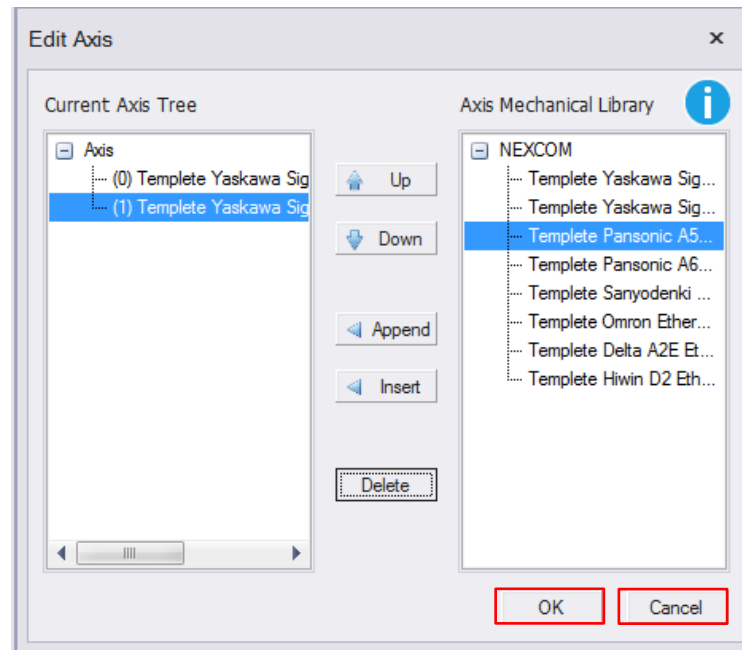 Edit Axis
Current Axis Tree
Axis
(0) Templete Yaskawa Sig
(1) Templete Yaskawa Sig
Up
Down
Append
Insert
Delete
Axis Mechanical Library
NEXCOM
Templete Yaskawa Sig...
Templete Yaskawa Sig...
Templete Pansonic A5...
Templete Pansonic A6...
Templete Sanyodenki ...
Templete Omron Ether...
Templete Delta A2E Et...
Templete Hiwin D2 Eth...
OK
Cancel